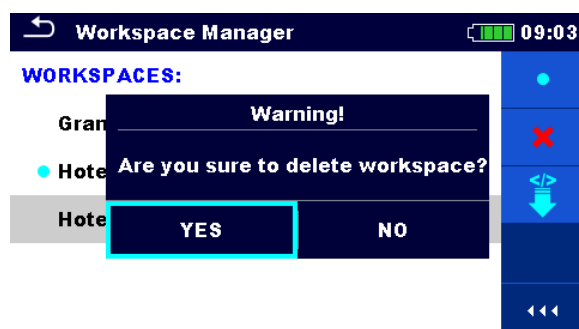 Workspace Manager 09:03
WORKSPACES:
Gran
Warning!
Hote
Are you sure to delete workspace?
Hote
YES NO